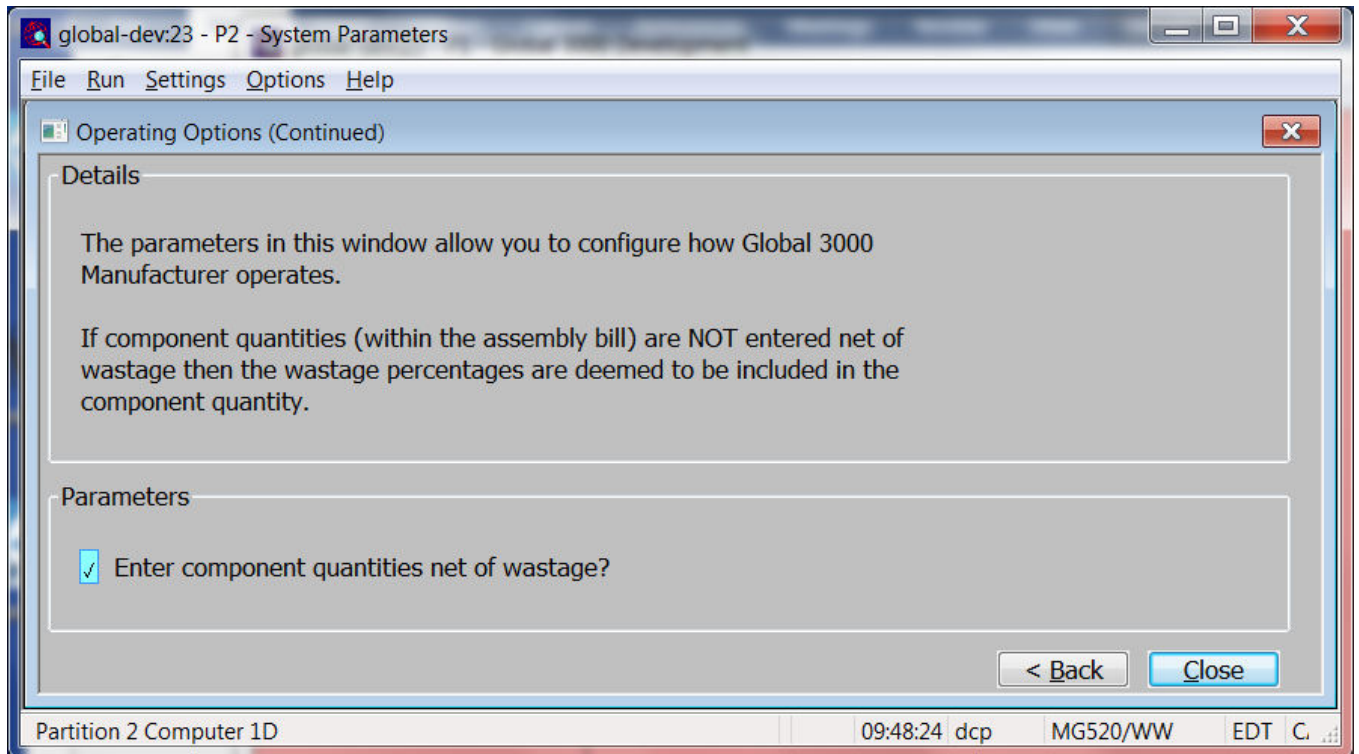 global-dev:23 - P2 - System Parameters
File Run Settings Options Help
Operating Options (Continued)
Details
The parameters in this window allow you to configure how Global 3000
Manufacturer operates.
If component quantities (within the assembly bill) are NOT entered net of
wastage then the wastage percentages are deemed to be included in the
component quantity.
Parameters
Enter component quantities net of wastage?
< Back Close
Partition 2 Computer 1D 09:48:24 dcp MG520/WW EDT